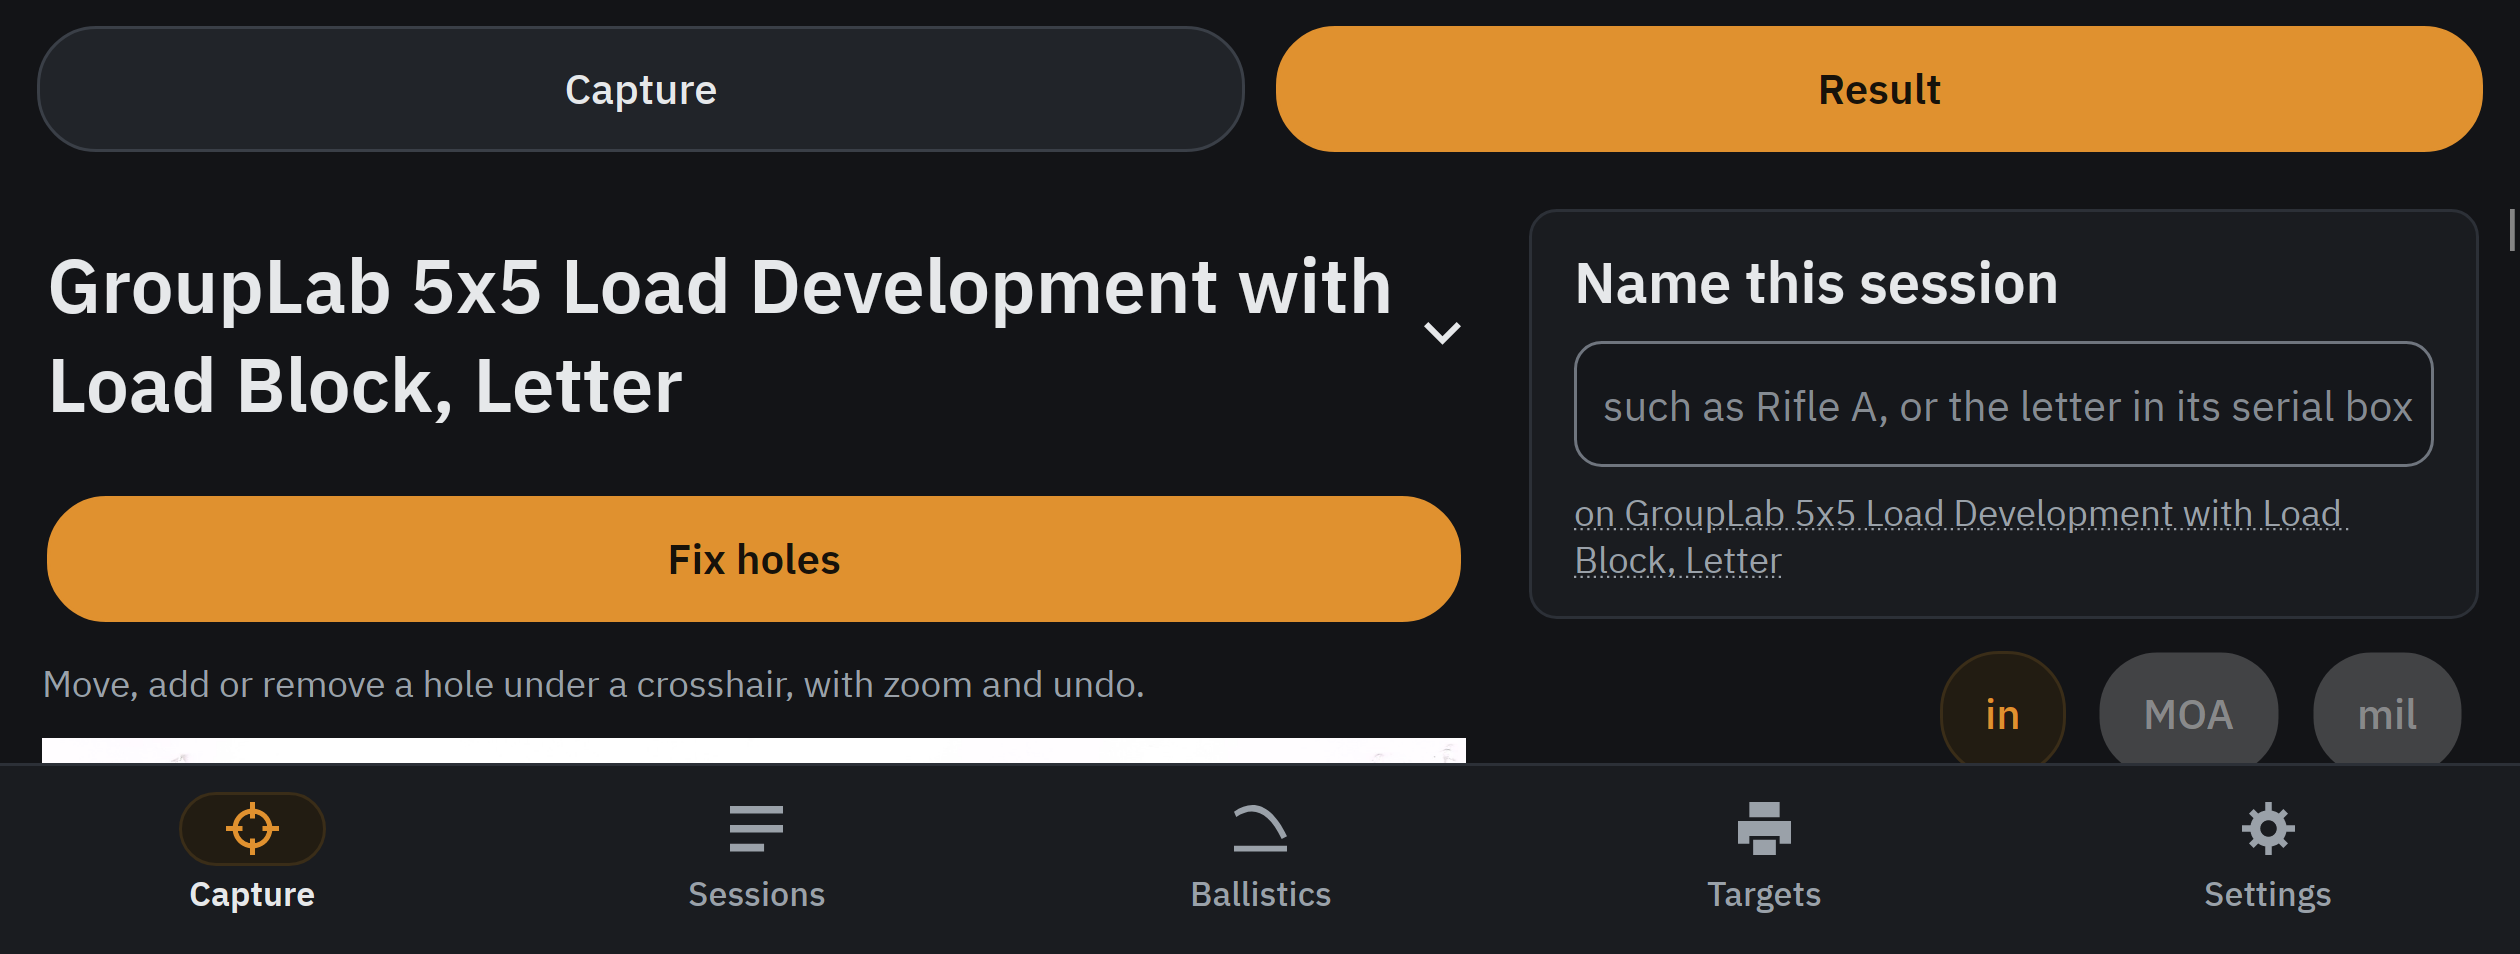 Capture
Result
GroupLab 5x5 Load Development with
Load Block, Letter
Fix holes
Move, add or remove a hole under a crosshair, with zoom and undo.
Name this session
such as Rifle A, or the letter in its serial box
on GroupLab 5x5 Load Development with Load
Block, Letter
in
MOA
mil
Capture
Sessions
Ballistics
Targets
Settings